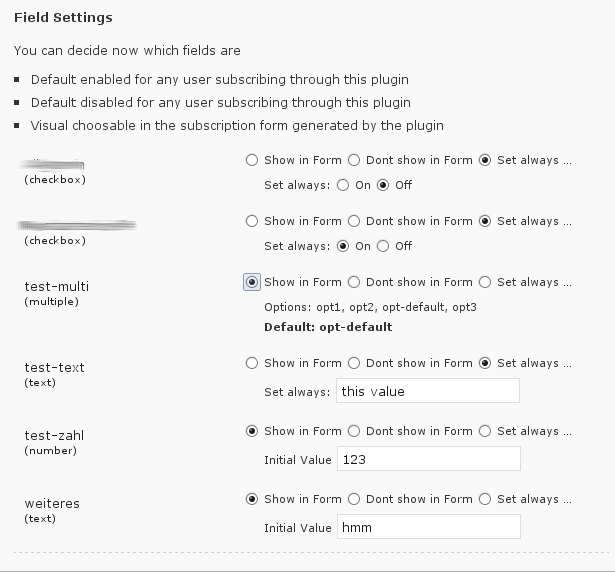 Field Settings
You can decide now which fields are
Default enabled for any user subscribing through this plugin
Default disabled for any user subscribing through this plugin
Visual choosable in the subscription form generated by the plugin
Show in Form Dont show in Form Set always ...
(checkbox)
Set always: On Off
Show in Form Dont show in Form Set always ...
(checkbox)
Set always: On Off
test-multi
Show in Form Dont show in Form Set always ...
(multiple)
Options: opt1, opt2, opt-default, opt3
Default: opt-default
test-text
Show in Form Dont show in Form Set always ...
(text)
Set always: this value
test-zahl
Show in Form Dont show in Form Set always ...
(number)
Initial Value 123
weiteres
Show in Form Dont show in Form Set always ...
(text)
Initial Value hmm